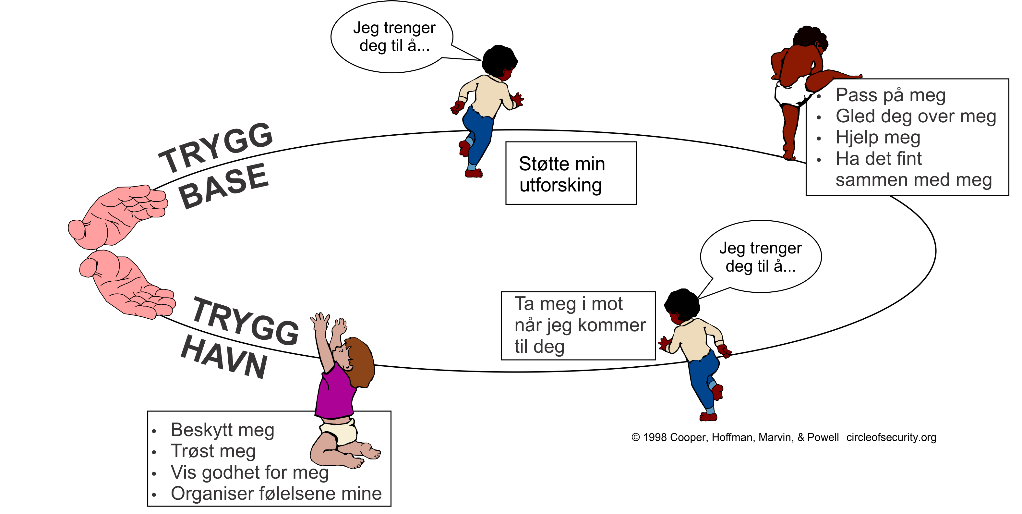 Jeg trenger
deg til å...
TRYGG
BASE
Støtte min
utforsking
• Pass på meg
• Gled deg over meg
• Hjelp meg
• Ha det fint
sammen med meg
Jeg trenger
deg til å...
Ta meg i mot
når jeg kommer
til deg
TRYGG
HAVN
• Beskytt meg
• Trøst meg
• Vis godhet for meg
• Organiser følelsene mine
© 1998 Cooper, Hoffman, Marvin, & Powell circleofsecurity.org